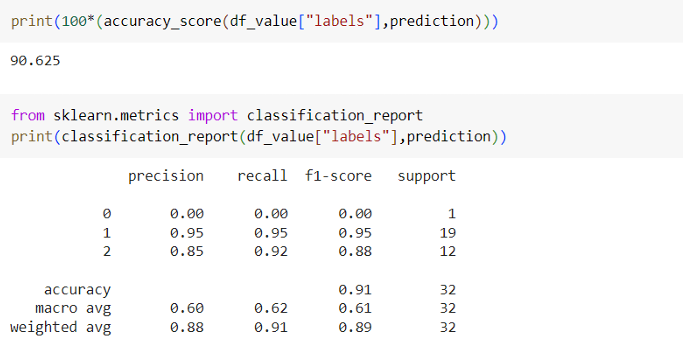 print(100*(accuracy_score(df_value["labels"],prediction)))
90.625
from sklearn.metrics import classification_report
print(classification_report(df_value["labels"],prediction))
precision recall f1-score support
0 0.00 0.00 0.00 1
1 0.95 0.95 0.95 19
2 0.85 0.92 0.88 12
accuracy 0.91 32
macro avg 0.60 0.62 0.61 32
weighted avg 0.88 0.91 0.89 32